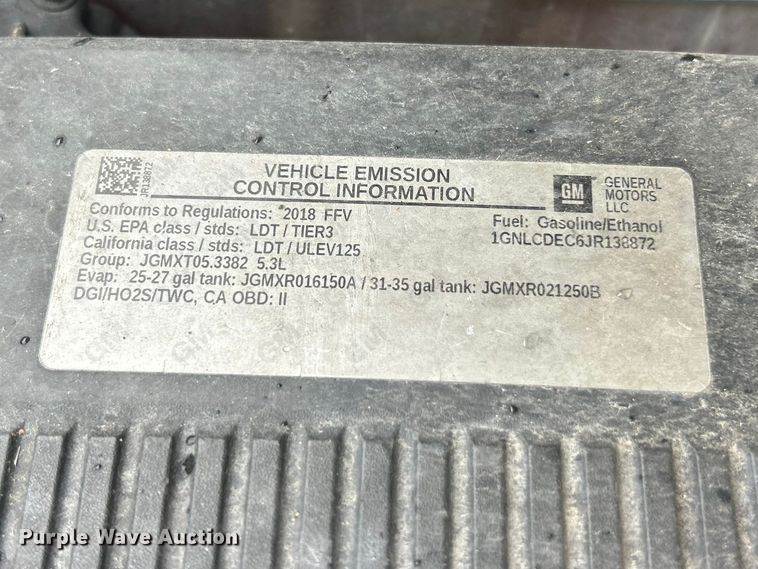 VEHICLE EMISSION
CONTROL INFORMATION
JR138872
GM
GENERAL
MOTORS
LLC
Conforms to Regulations: 2018 FFV
U.S. EPA class / stds: LDT / TIER3
California class / stds: LDT / ULEV125
Group: JGMXT05.3382 5.3L
Evap: 25-27 gal tank: JGMXR016150A / 31-35 gal tank: JGMXR021250B
DGI/HO2S/TWC, CA OBD: II
Fuel: Gasoline/Ethanol
1GNLCDEC6JR138872
Purple Wave Auction